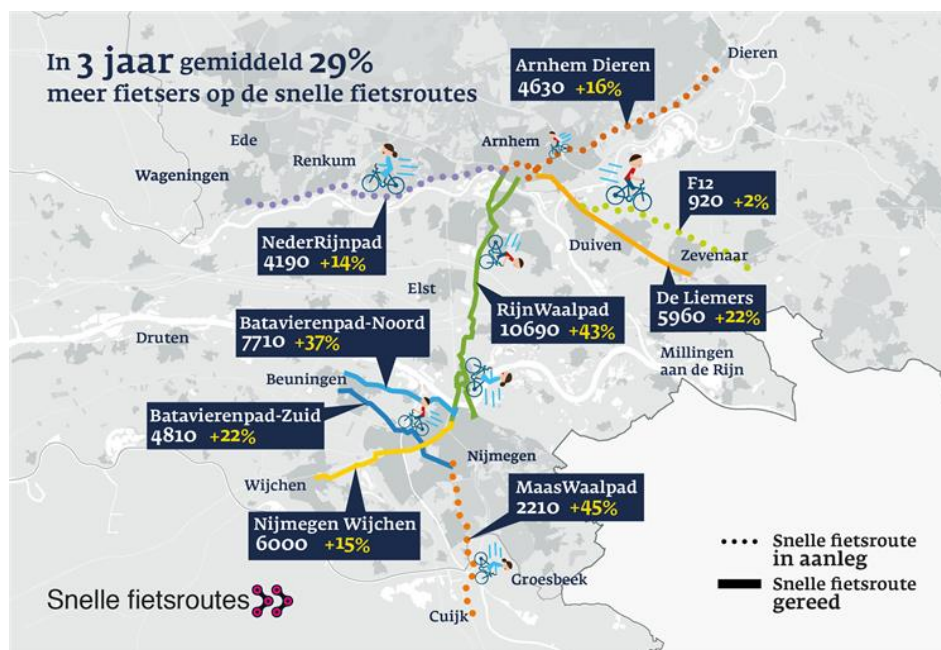 In 3 jaar gemiddeld 29%
meer fietsers op de snelle fietsroutes
Dieren
Arnhem Dieren
4630 +16%
Ede
Renkum
Arnhem
Wageningen
F12
920 +2%
NederRijnpad
4190 +14%
Duiven
Zevenaar
Elst
De Liemers
5960 +22%
RijnWaalpad
10690 +43%
Batavierenpad-Noord
7710 +37%
Druten
Millingen
aan de Rijn
Beuningen
Batavierenpad-Zuid
4810 +22%
Nijmegen
Wijchen
MaasWaalpad
2210 +45%
Nijmegen Wijchen
6000 +15%
Snelle fietsroute
in aanleg
Groesbeek
Snelle fietsroute
gereed
Snelle fietsroutes
Cuijk